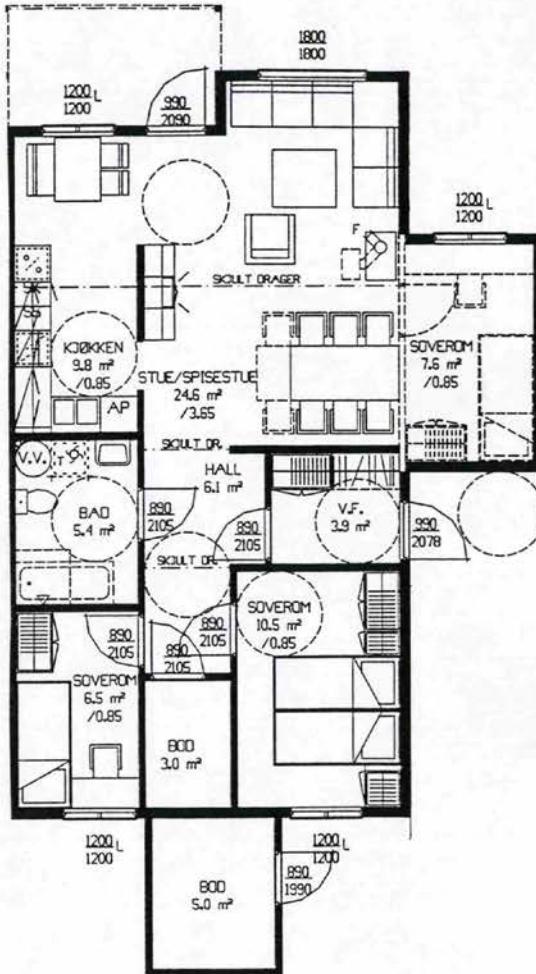 1800
1800
1200 L
1200
990
2090
1200 L
1200
F
SKJULT DRAGER
KJØKKEN
9.8 m²
/0.85
SOVEROM
7.6 m²
/0.85
STUE/SPISESTUE
24.6 m²
/3.65
AP
SKJULT DR.
V.V.
T
HALL
6.1 m²
BAD
5.4 m²
890
2105
890
2105
V.F.
3.9 m²
990
2078
SKJULT DR.
SOVEROM
10.5 m²
/0.85
890
2105
890
2105
890
2105
SOVEROM
6.5 m²
/0.85
BOD
3.0 m²
1200 L
1200
1200 L
1200
890
1990
BOD
5.0 m²